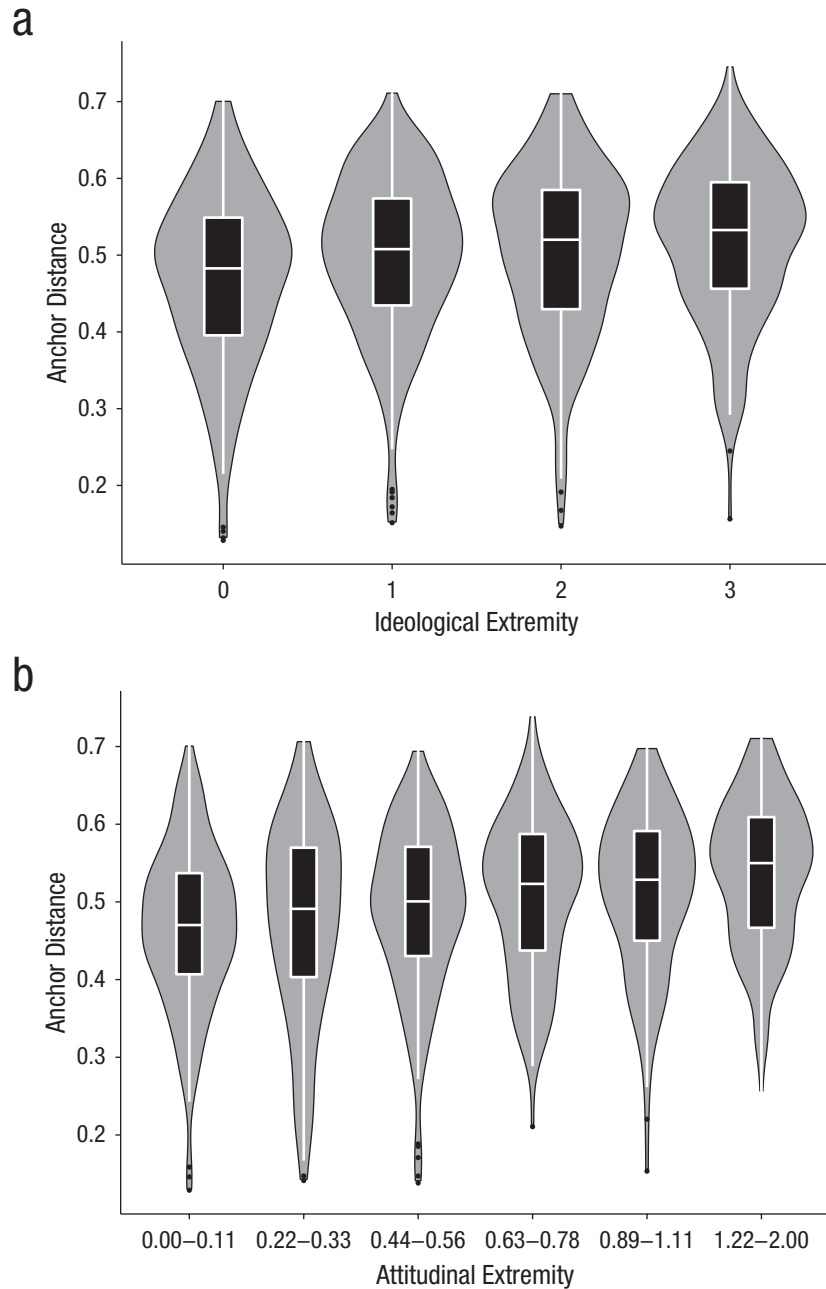 a
0.7
0.6
0.5
0.4
0.3
0.2
Anchor Distance
0 1 2 3
Ideological Extremity
b
0.7
0.6
0.5
0.4
0.3
0.2
Anchor Distance
0.00–0.11 0.22–0.33 0.44–0.56 0.63–0.78 0.89–1.11 1.22–2.00
Attitudinal Extremity